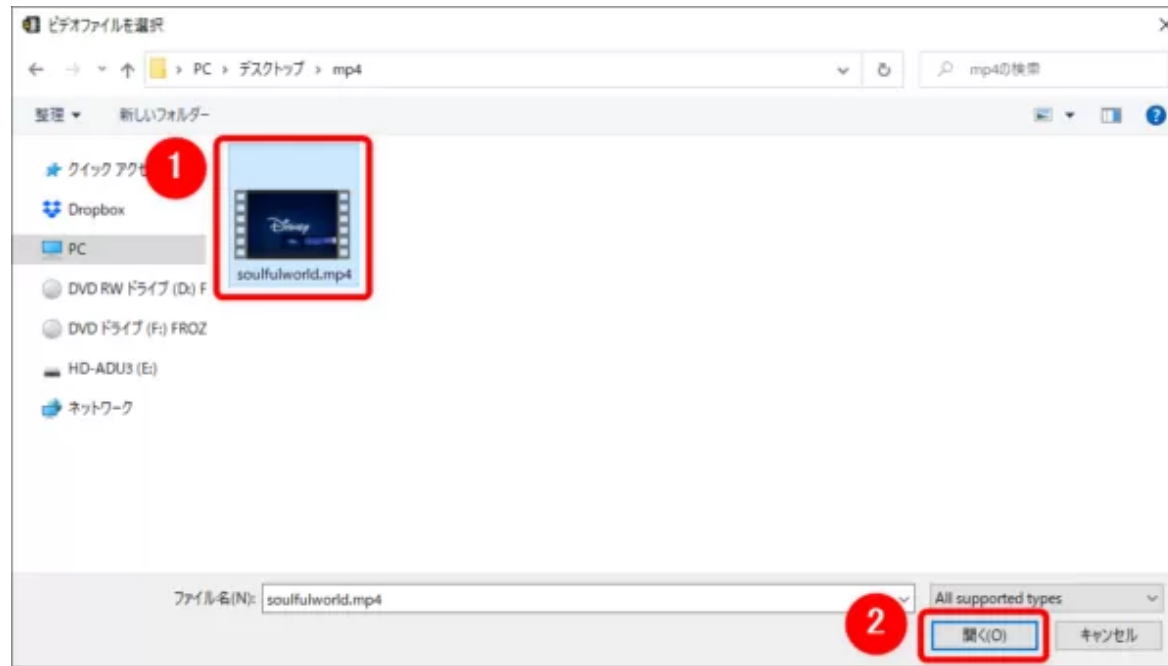 ビデオファイルを選択
PC > デスクトップ > mp4
mp4の検索
整理
新しいフォルダー
1
クイック アクセ
Dropbox
PC
DVD RW ドライブ (D:) F
DVD ドライブ (F:) FROZ
HD-ADU3 (E:)
ネットワーク
Disney
soulfulworld.mp4
ファイル名(N):
soulfulworld.mp4
All supported types
2
開く(O)
キャンセル